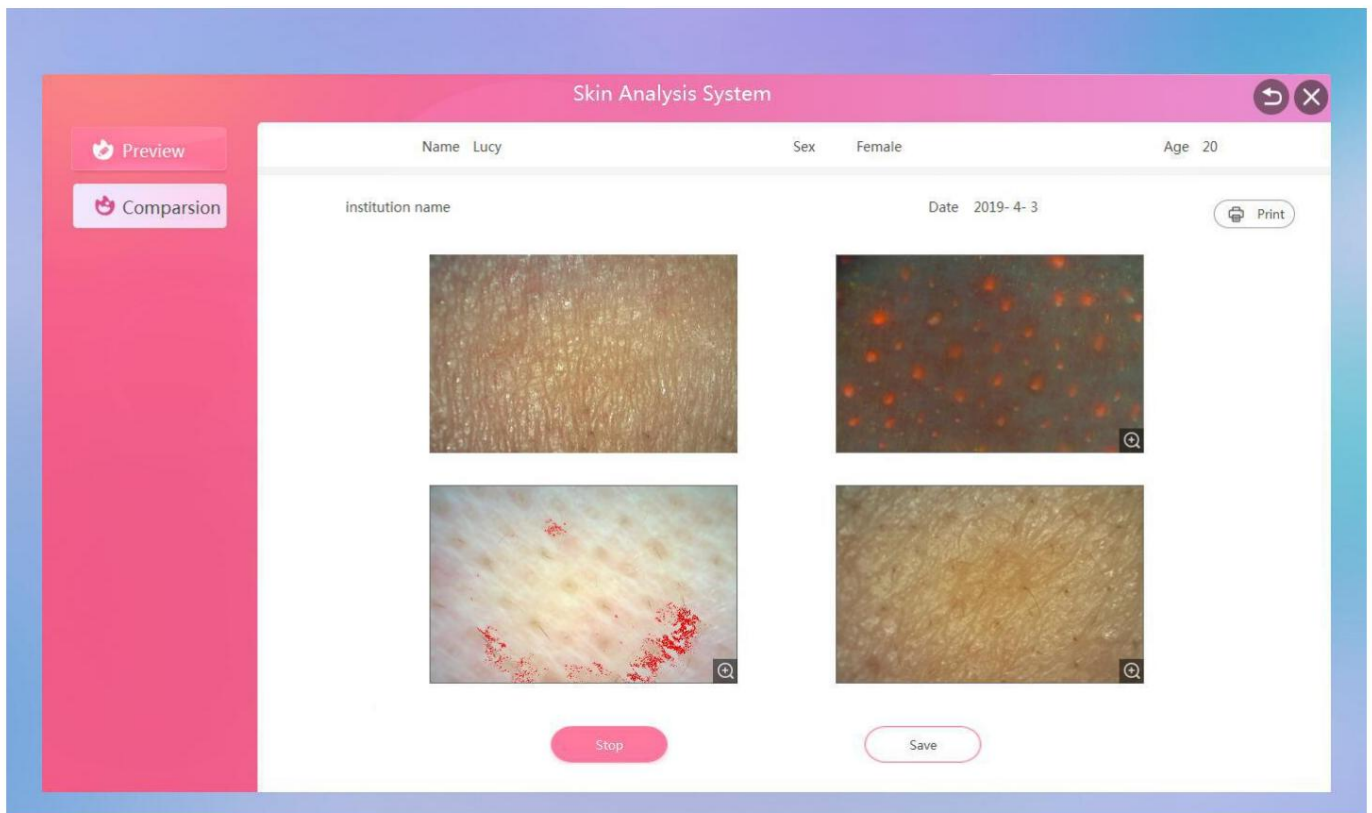 Skin Analysis System
Preview
Name Lucy Sex Female Age 20
Comparsion
institution name Date 2019- 4- 3 Print
Stop Save